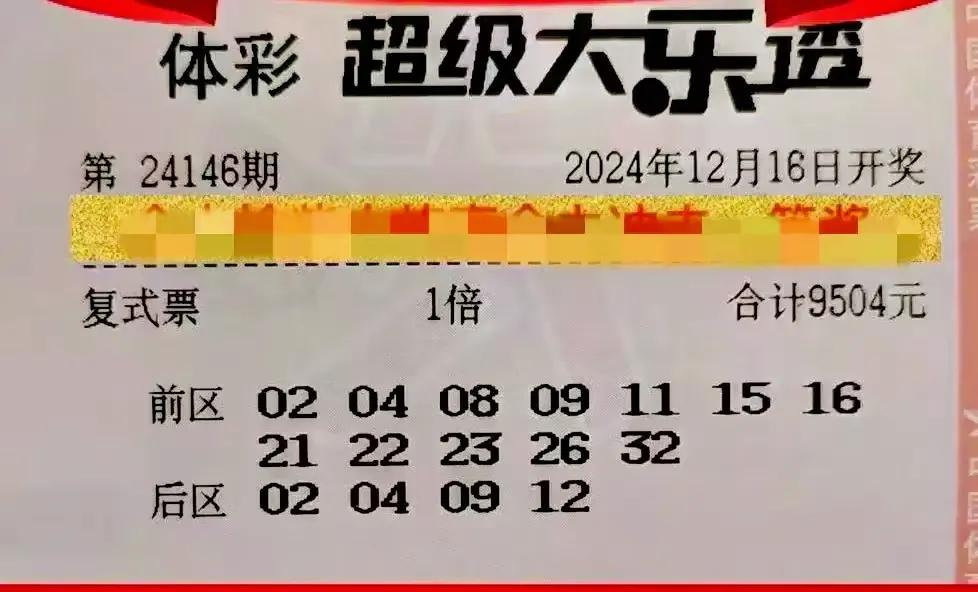 体彩 超级大乐透
第 24146期 2024年12月16日开奖
复式票 1倍 合计9504元
前区 02 04 08 09 11 15 16
21 22 23 26 32
后区 02 04 09 12